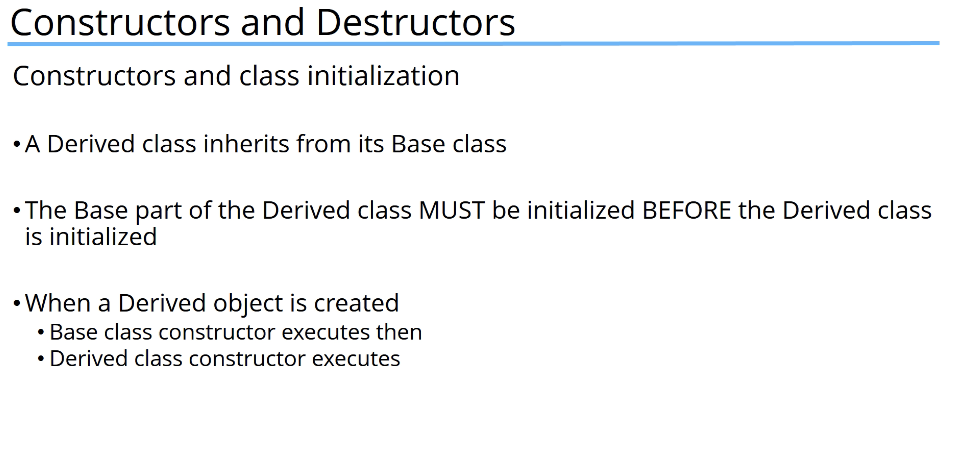 Constructors and Destructors
Constructors and class initialization
•A Derived class inherits from its Base class
•The Base part of the Derived class MUST be initialized BEFORE the Derived class
is initialized
•When a Derived object is created
•Base class constructor executes then
•Derived class constructor executes